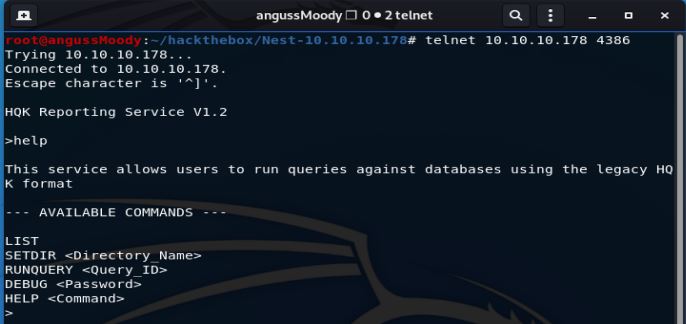 angussMoody 0 • 2 telnet
root@angussMoody:~/hackthebox/Nest-10.10.10.178# telnet 10.10.10.178 4386
Trying 10.10.10.178...
Connected to 10.10.10.178.
Escape character is '^]'.
HQK Reporting Service V1.2
>help
This service allows users to run queries against databases using the legacy HQ
K format
--- AVAILABLE COMMANDS ---
LIST
SETDIR <Directory_Name>
RUNQUERY <Query_ID>
DEBUG <Password>
HELP <Command>
>